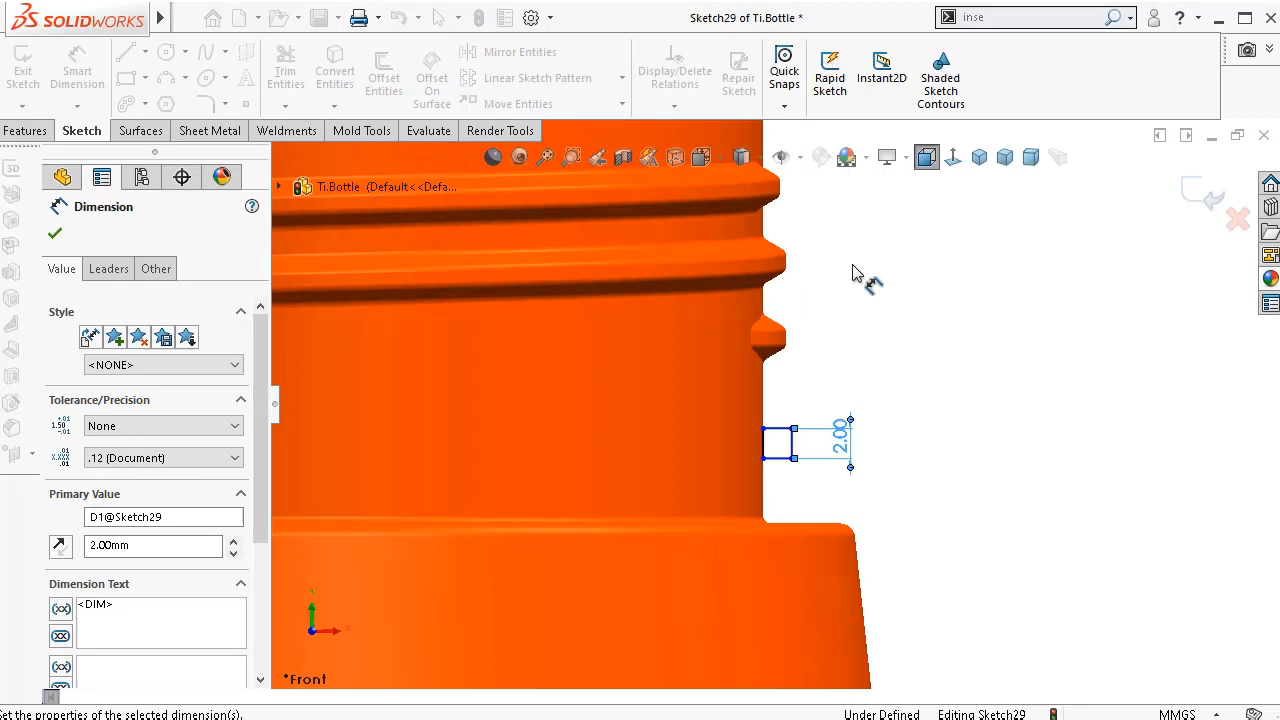 SOLIDWORKS
Sketch29 of Ti.Bottle *
inse
Exit Sketch
Smart Dimension
Trim Entities
Convert Entities
Offset Entities
Offset On Surface
Mirror Entities
Linear Sketch Pattern
Move Entities
Display/Delete Relations
Repair Sketch
Quick Snaps
Rapid Sketch
Instant2D
Shaded Sketch Contours
Features
Sketch
Surfaces
Sheet Metal
Weldments
Mold Tools
Evaluate
Render Tools
Ti.Bottle (Default<<Defa...
Dimension
Value
Leaders
Other
Style
<NONE>
Tolerance/Precision
None
.12 (Document)
Primary Value
D1@Sketch29
2.00mm
Dimension Text
<DIM>
2.00
*Front
Set the properties of the selected dimension(s).
Under Defined
Editing Sketch29
MMGS